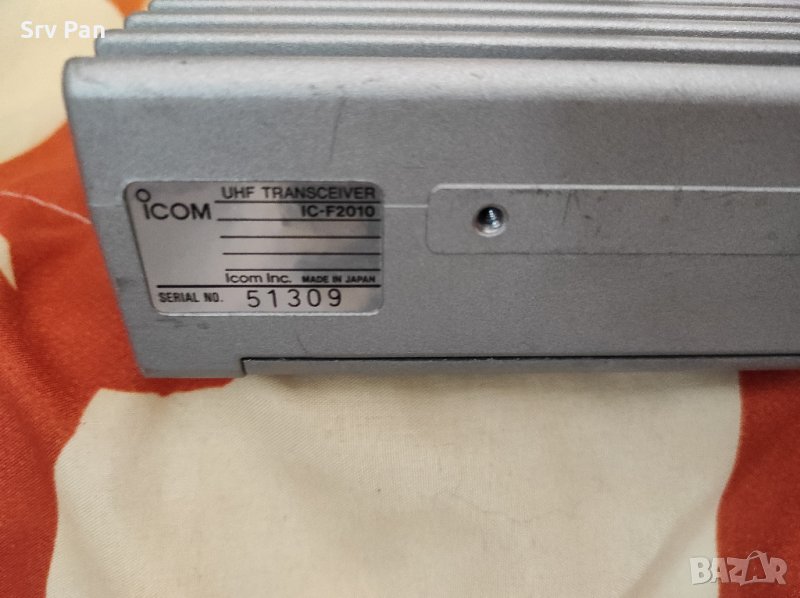 Srv Pan
UHF TRANSCEIVER
ICOM IC-F2010
Icom Inc. MADE IN JAPAN
SERIAL NO. 51309
BAZAR